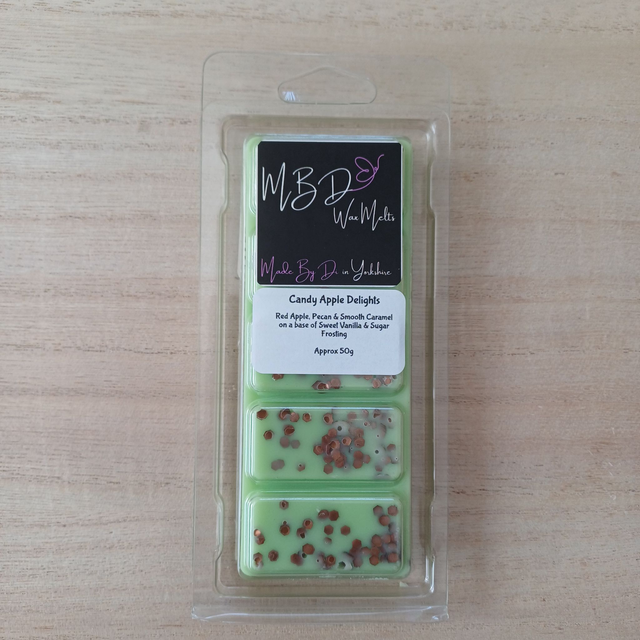 MBD
Wax Melts
Made By Di in Yorkshire
Candy Apple Delights
Red Apple, Pecan & Smooth Caramel
on a base of Sweet Vanilla & Sugar
Frosting
Approx 50g